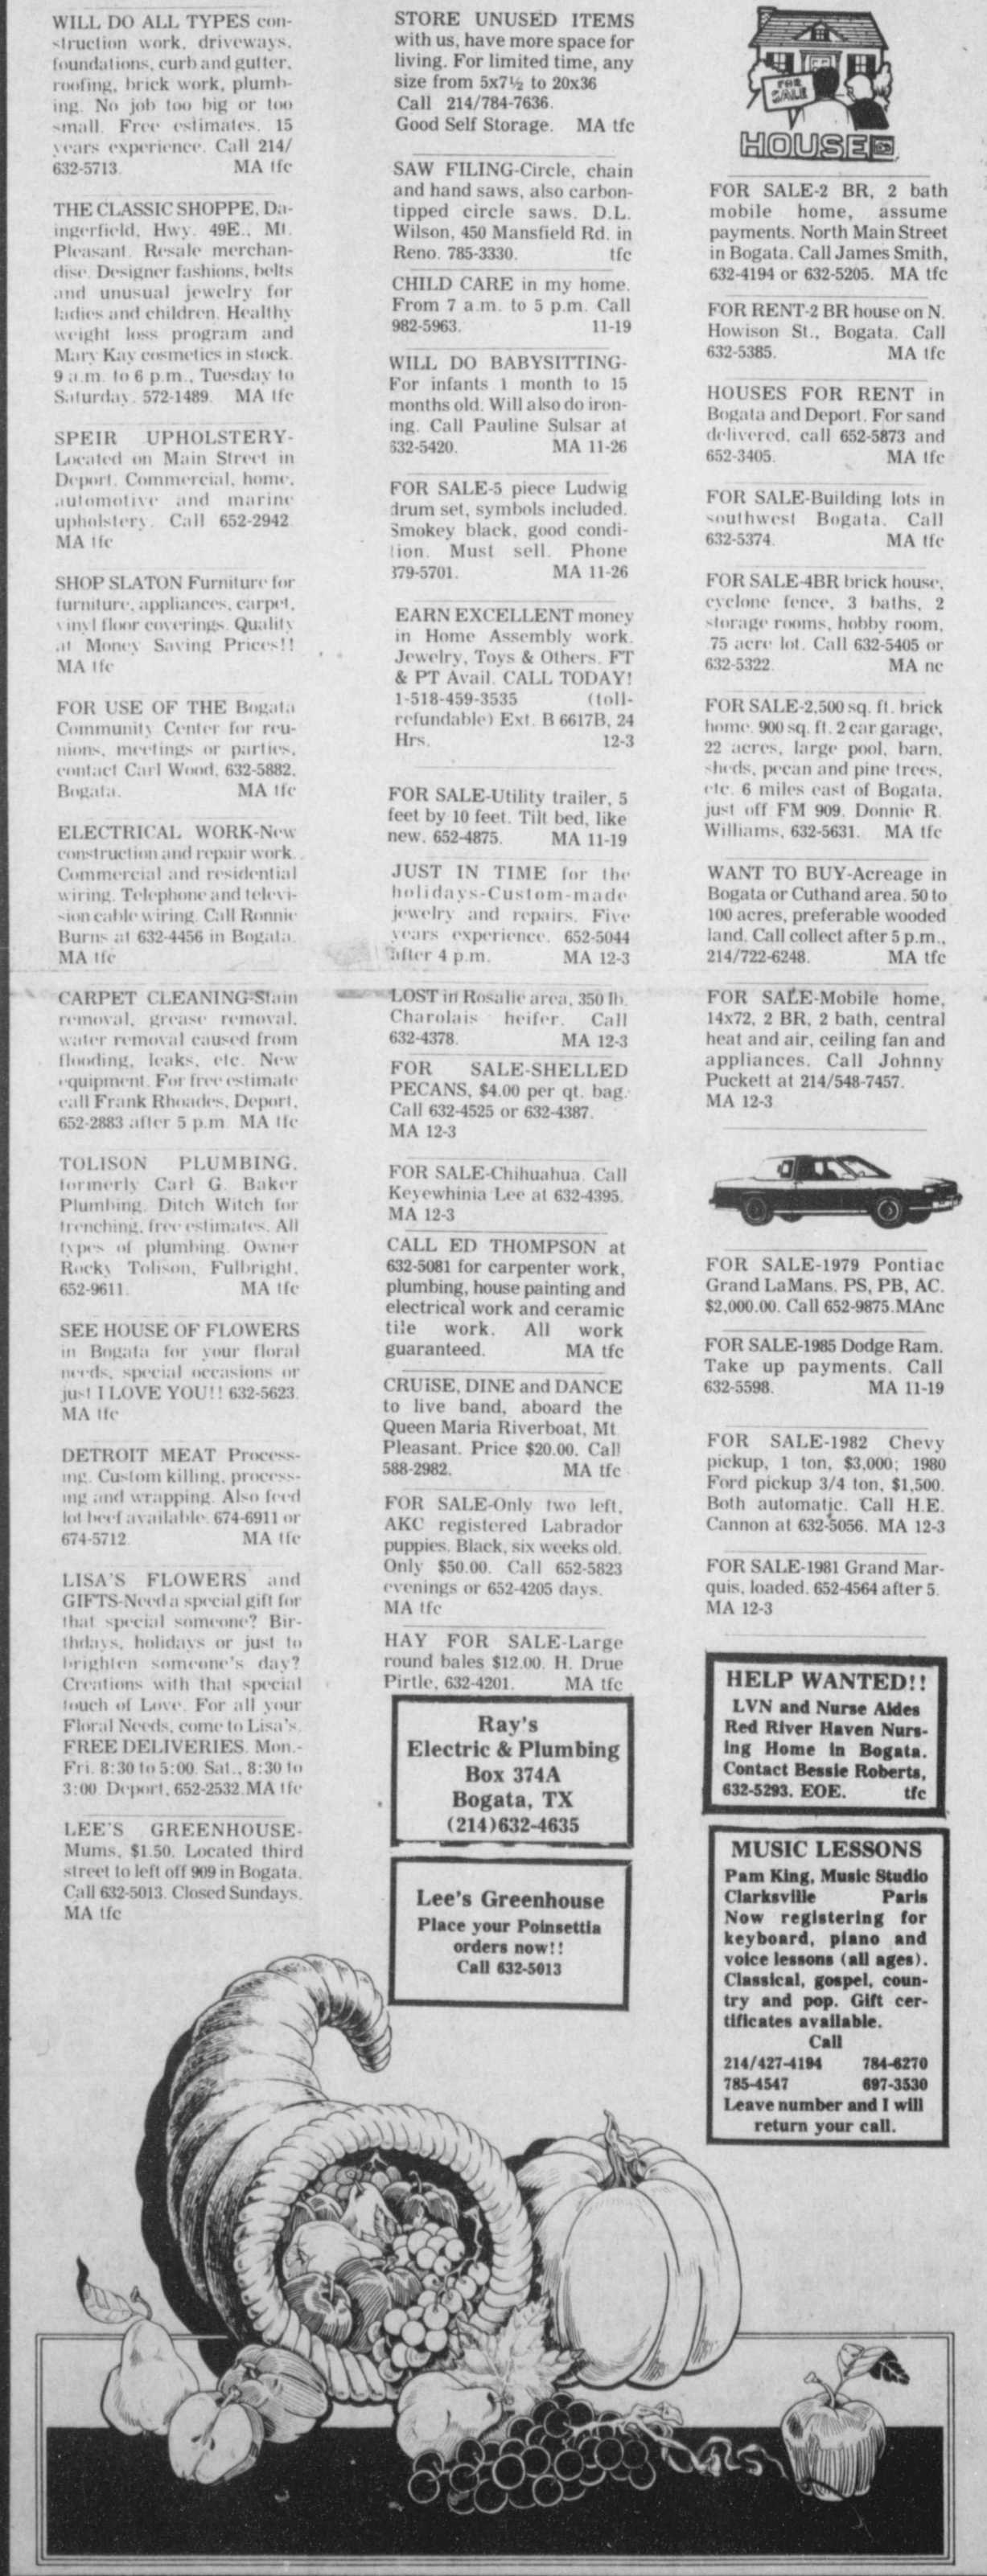 WILL DO ALL TYPES con-
struction work, driveways,
foundations, curb and gutter,
roofing, brick work, plumb-
ing. No job too big or too
small. Free estimates. 15
years experience. Call 214/
632-5713. MA tfc
THE CLASSIC SHOPPE, Da-
ingerfield, Hwy. 49E., Mt.
Pleasant. Resale merchan-
dise. Designer fashions, belts
and unusual jewelry for
ladies and children. Healthy
weight loss program and
Mary Kay cosmetics in stock.
9 a.m. to 6 p.m., Tuesday to
Saturday. 572-1489. MA tfc
SPEIR UPHOLSTERY-
Located on Main Street in
Deport. Commercial, home,
automotive and marine
upholstery. Call 652-2942.
MA tfc
SHOP SLATON Furniture for
furniture, appliances, carpet,
vinyl floor coverings. Quality
at Money Saving Prices!!
MA tfc
FOR USE OF THE Bogata
Community Center for reu-
nions, meetings or parties,
contact Carl Wood, 632-5882,
Bogata. MA tfc
ELECTRICAL WORK-New
construction and repair work.
Commercial and residential
wiring. Telephone and televi-
sion cable wiring. Call Ronnie
Burns at 632-4456 in Bogata.
MA tfc
CARPET CLEANING-Stain
removal, grease removal,
water removal caused from
flooding, leaks, etc. New
equipment. For free estimate
call Frank Rhoades, Deport,
652-2883 after 5 p.m. MA tfc
TOLISON PLUMBING,
formerly Carl G. Baker
Plumbing. Ditch Witch for
trenching, free estimates. All
types of plumbing. Owner
Rocky Tolison, Fulbright,
652-9611. MA tfc
SEE HOUSE OF FLOWERS
in Bogata for your floral
needs, special occasions or
just I LOVE YOU!! 632-5623.
MA tfc
DETROIT MEAT Process-
ing. Custom killing, process-
ing and wrapping. Also feed
lot beef available. 674-6911 or
674-5712. MA tfc
LISA'S FLOWERS and
GIFTS-Need a special gift for
that special someone? Bir-
thdays, holidays or just to
brighten someone's day?
Creations with that special
touch of Love. For all your
Floral Needs, come to Lisa's.
FREE DELIVERIES. Mon.-
Fri. 8:30 to 5:00. Sat., 8:30 to
3:00. Deport, 652-2532. MA tfc
LEE'S GREENHOUSE-
Mums, $1.50. Located third
street to left off 909 in Bogata.
Call 632-5013. Closed Sundays.
MA tfc
STORE UNUSED ITEMS
with us, have more space for
living. For limited time, any
size from 5x7½ to 20x36
Call 214/784-7636.
Good Self Storage. MA tfc
SAW FILING-Circle, chain
and hand saws, also carbon-
tipped circle saws. D.L.
Wilson, 450 Mansfield Rd. in
Reno. 785-3330. tfc
CHILD CARE in my home.
From 7 a.m. to 5 p.m. Call
982-5963. 11-19
WILL DO BABYSITTING-
For infants 1 month to 15
months old. Will also do iron-
ing. Call Pauline Sulsar at
632-5420. MA 11-26
FOR SALE-5 piece Ludwig
drum set, symbols included.
Smokey black, good condi-
tion. Must sell. Phone
379-5701. MA 11-26
EARN EXCELLENT money
in Home Assembly work.
Jewelry, Toys & Others. FT
& PT Avail. CALL TODAY!
1-518-459-3535 (toll-
refundable) Ext. B 6617B, 24
Hrs. 12-3
FOR SALE-Utility trailer, 5
feet by 10 feet. Tilt bed, like
new. 652-4875. MA 11-19
JUST IN TIME for the
holidays-Custom-made
jewelry and repairs. Five
years experience. 652-5044
after 4 p.m. MA 12-3
LOST in Rosalie area, 350 lb.
Charolais heifer. Call
632-4378. MA 12-3
FOR SALE-SHELLED
PECANS, $4.00 per qt. bag.
Call 632-4525 or 632-4387.
MA 12-3
FOR SALE-Chihuahua. Call
Keyewhinia Lee at 632-4395.
MA 12-3
CALL ED THOMPSON at
632-5081 for carpenter work,
plumbing, house painting and
electrical work and ceramic
tile work. All work
guaranteed. MA tfc
CRUISE, DINE and DANCE
to live band, aboard the
Queen Maria Riverboat, Mt
Pleasant. Price $20.00. Call
588-2982. MA tfc
FOR SALE-Only two left,
AKC registered Labrador
puppies. Black, six weeks old.
Only $50.00. Call 652-5823
evenings or 652-4205 days.
MA tfc
HAY FOR SALE-Large
round bales $12.00. H. Drue
Pirtle, 632-4201. MA tfc
Ray's
Electric & Plumbing
Box 374A
Bogata, TX
(214)632-4635
Lee's Greenhouse
Place your Poinsettia
orders now!!
Call 632-5013
FOR
SALE
HOUSES
FOR SALE-2 BR, 2 bath
mobile home, assume
payments. North Main Street
in Bogata. Call James Smith,
632-4194 or 632-5205. MA tfc
FOR RENT-2 BR house on N.
Howison St., Bogata. Call
632-5385. MA tfc
HOUSES FOR RENT in
Bogata and Deport. For sand
delivered, call 652-5873 and
652-3405. MA tfc
FOR SALE-Building lots in
southwest Bogata. Call
632-5374. MA tfc
FOR SALE-4BR brick house,
cyclone fence, 3 baths, 2
storage rooms, hobby room,
.75 acre lot. Call 632-5405 or
632-5322. MA nc
FOR SALE-2,500 sq. ft. brick
home. 900 sq. ft. 2 car garage,
22 acres, large pool, barn,
sheds, pecan and pine trees,
etc. 6 miles east of Bogata,
just off FM 909. Donnie R.
Williams, 632-5631. MA tfc
WANT TO BUY-Acreage in
Bogata or Cuthand area. 50 to
100 acres, preferable wooded
land. Call collect after 5 p.m.,
214/722-6248. MA tfc
FOR SALE-Mobile home,
14x72, 2 BR, 2 bath, central
heat and air, ceiling fan and
appliances. Call Johnny
Puckett at 214/548-7457.
MA 12-3
FOR SALE-1979 Pontiac
Grand LaMans, PS, PB, AC.
$2,000.00. Call 652-9875.MAnc
FOR SALE-1985 Dodge Ram.
Take up payments. Call
632-5598. MA 11-19
FOR SALE-1982 Chevy
pickup, 1 ton, $3,000; 1980
Ford pickup 3/4 ton, $1,500.
Both automatic. Call H.E.
Cannon at 632-5056. MA 12-3
FOR SALE-1981 Grand Mar-
quis, loaded. 652-4564 after 5.
MA 12-3
HELP WANTED!!
LVN and Nurse Aides
Red River Haven Nurs-
ing Home in Bogata.
Contact Bessie Roberts,
632-5293. EOE. tfc
MUSIC LESSONS
Pam King, Music Studio
Clarksville Paris
Now registering for
keyboard, piano and
voice lessons (all ages).
Classical, gospel, coun-
try and pop. Gift cer-
tificates available.
Call
214/427-4194 784-6270
785-4547 697-3530
Leave number and I will
return your call.